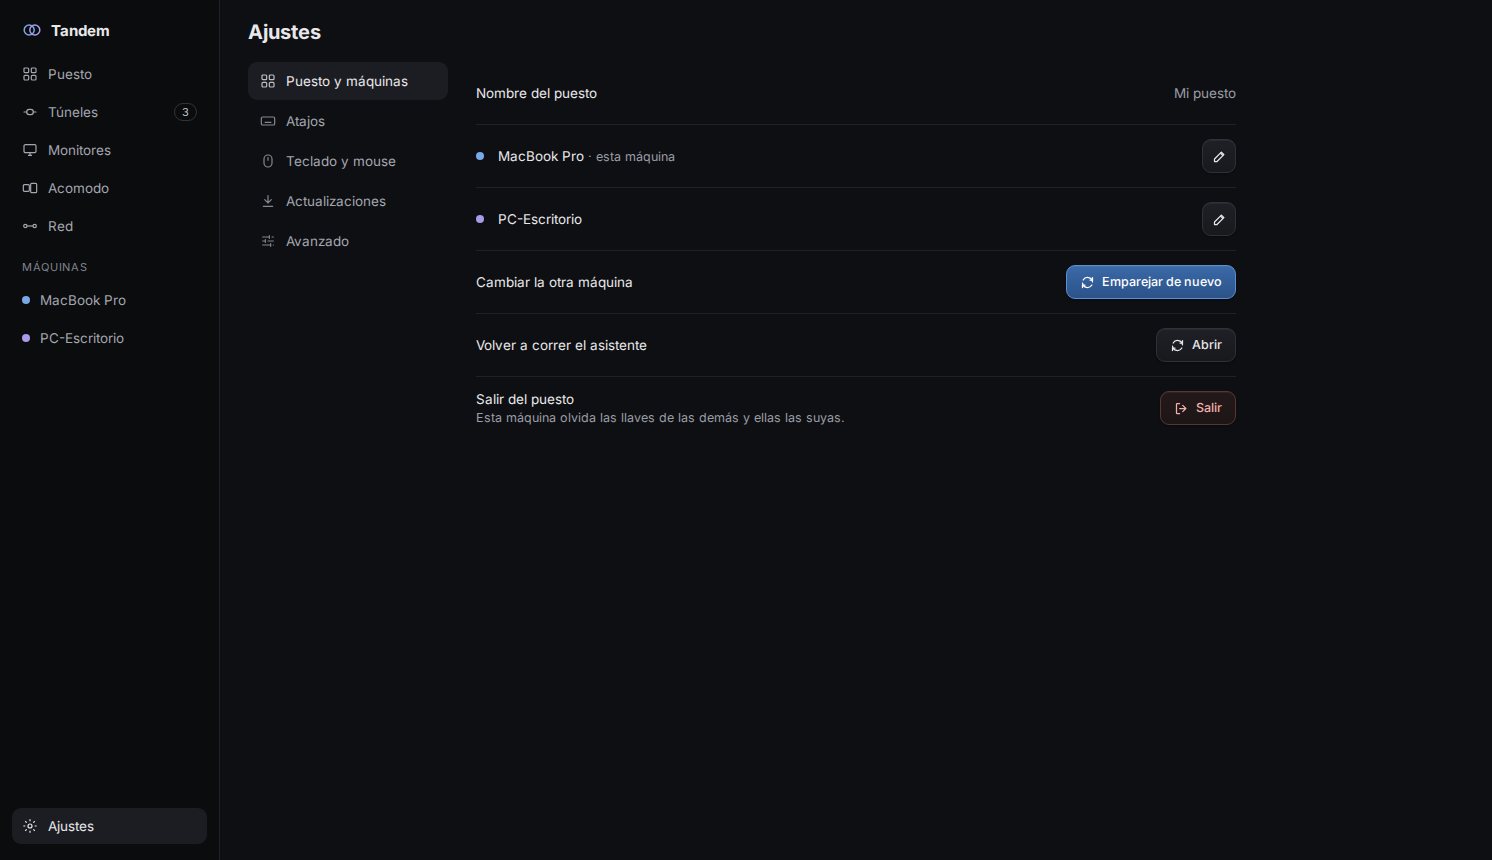 Tandem
Puesto
Túneles 3
Monitores
Acomodo
Red
MÁQUINAS
MacBook Pro
PC-Escritorio
Ajustes
Ajustes
Puesto y máquinas
Atajos
Teclado y mouse
Actualizaciones
Avanzado
Nombre del puesto Mi puesto
MacBook Pro · esta máquina
PC-Escritorio
Cambiar la otra máquina Emparejar de nuevo
Volver a correr el asistente Abrir
Salir del puesto
Esta máquina olvida las llaves de las demás y ellas las suyas.
Salir